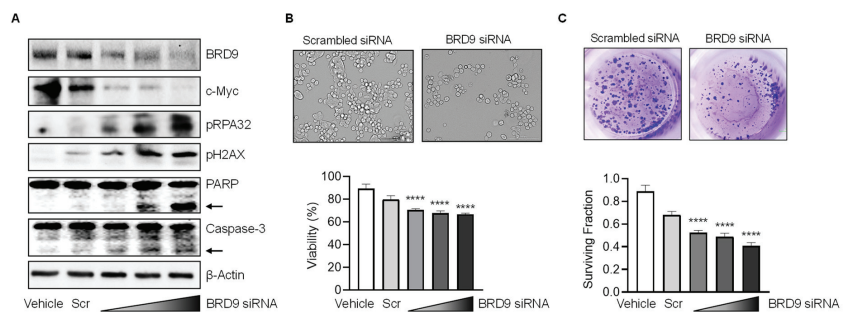 A
BRD9
c-Myc
pRPA32
pH2AX
PARP
Caspase-3
β-Actin
Vehicle Scr BRD9 siRNA
B
Scrambled siRNA BRD9 siRNA
Viability (%)
100
80
60
40
20
0
**** **** ****
Vehicle Scr BRD9 siRNA
C
Scrambled siRNA BRD9 siRNA
Surviving Fraction
1.0
0.8
0.6
0.4
0.2
0.0
**** **** ****
Vehicle Scr BRD9 siRNA